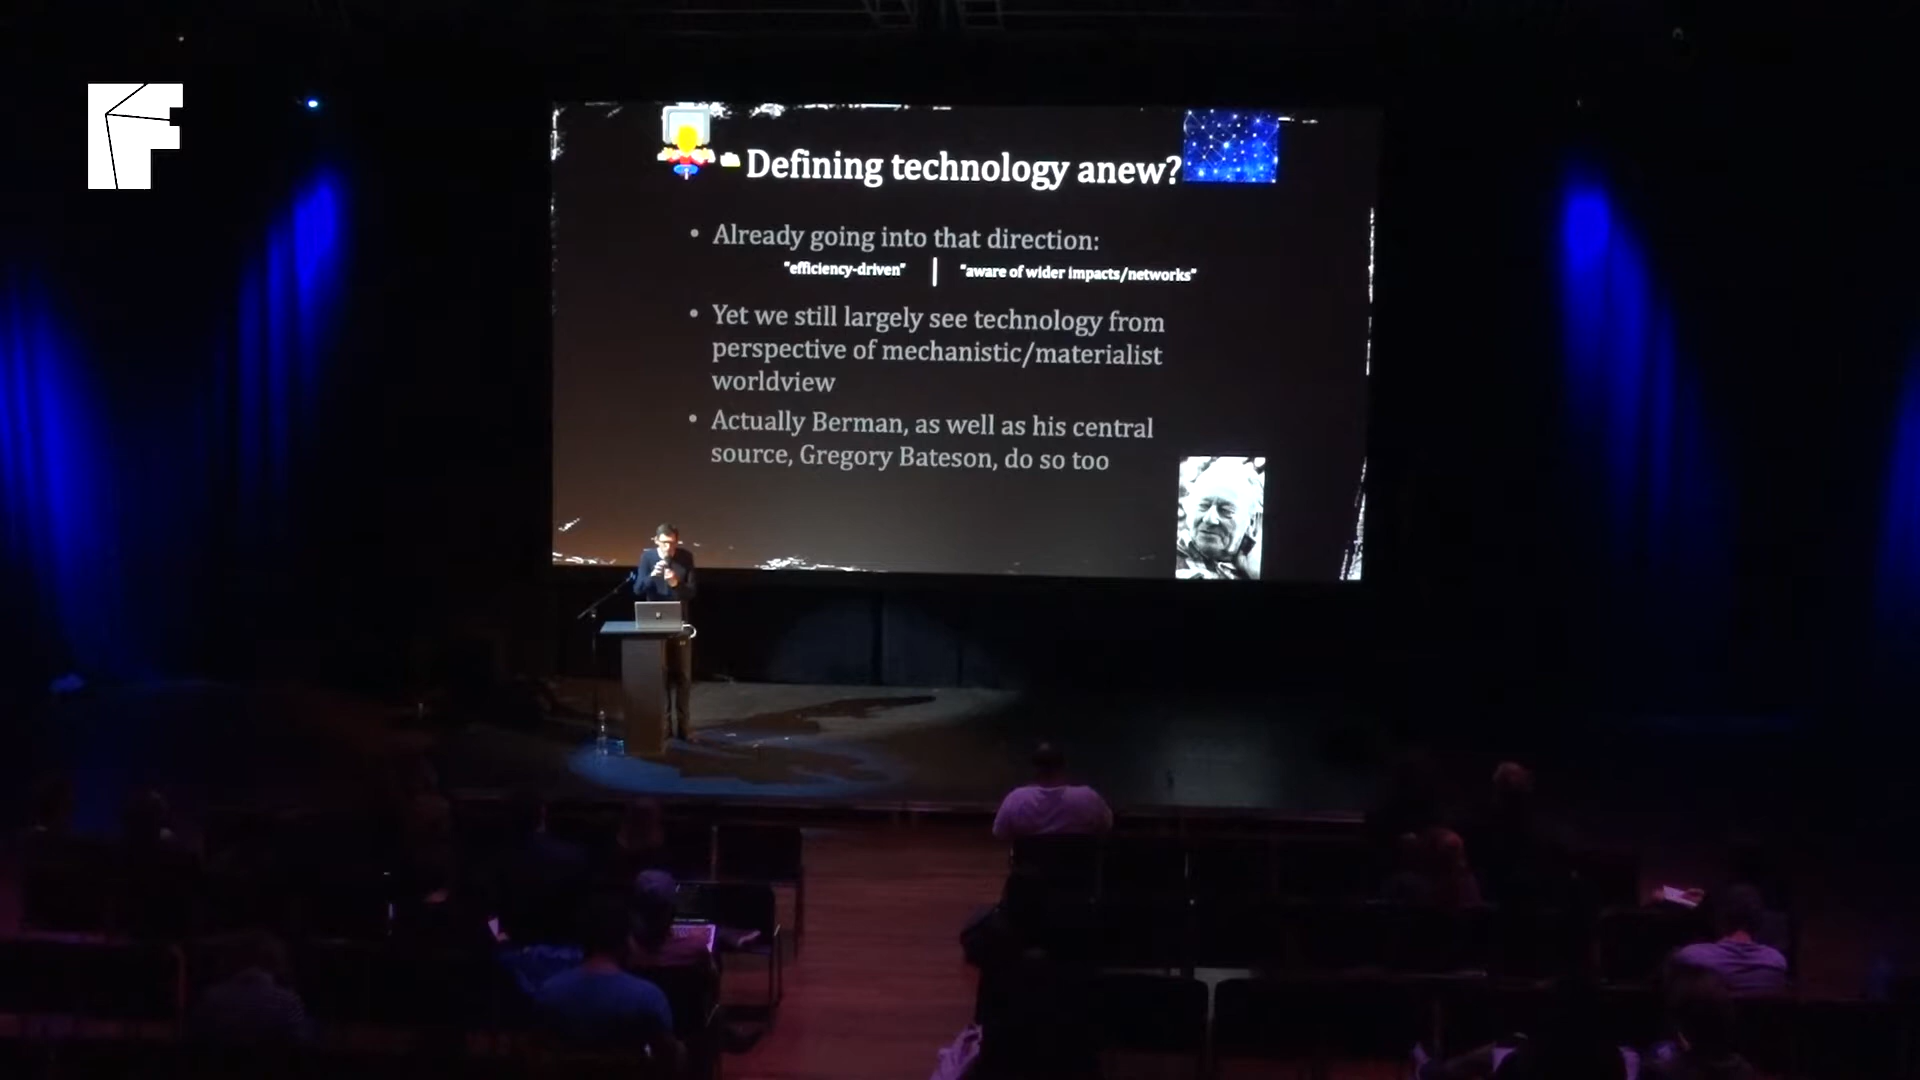 F
Defining technology anew?
• Already going into that direction:
"efficiency-driven" | "aware of wider impacts/networks"
• Yet we still largely see technology from
perspective of mechanistic/materialist
worldview
• Actually Berman, as well as his central
source, Gregory Bateson, do so too